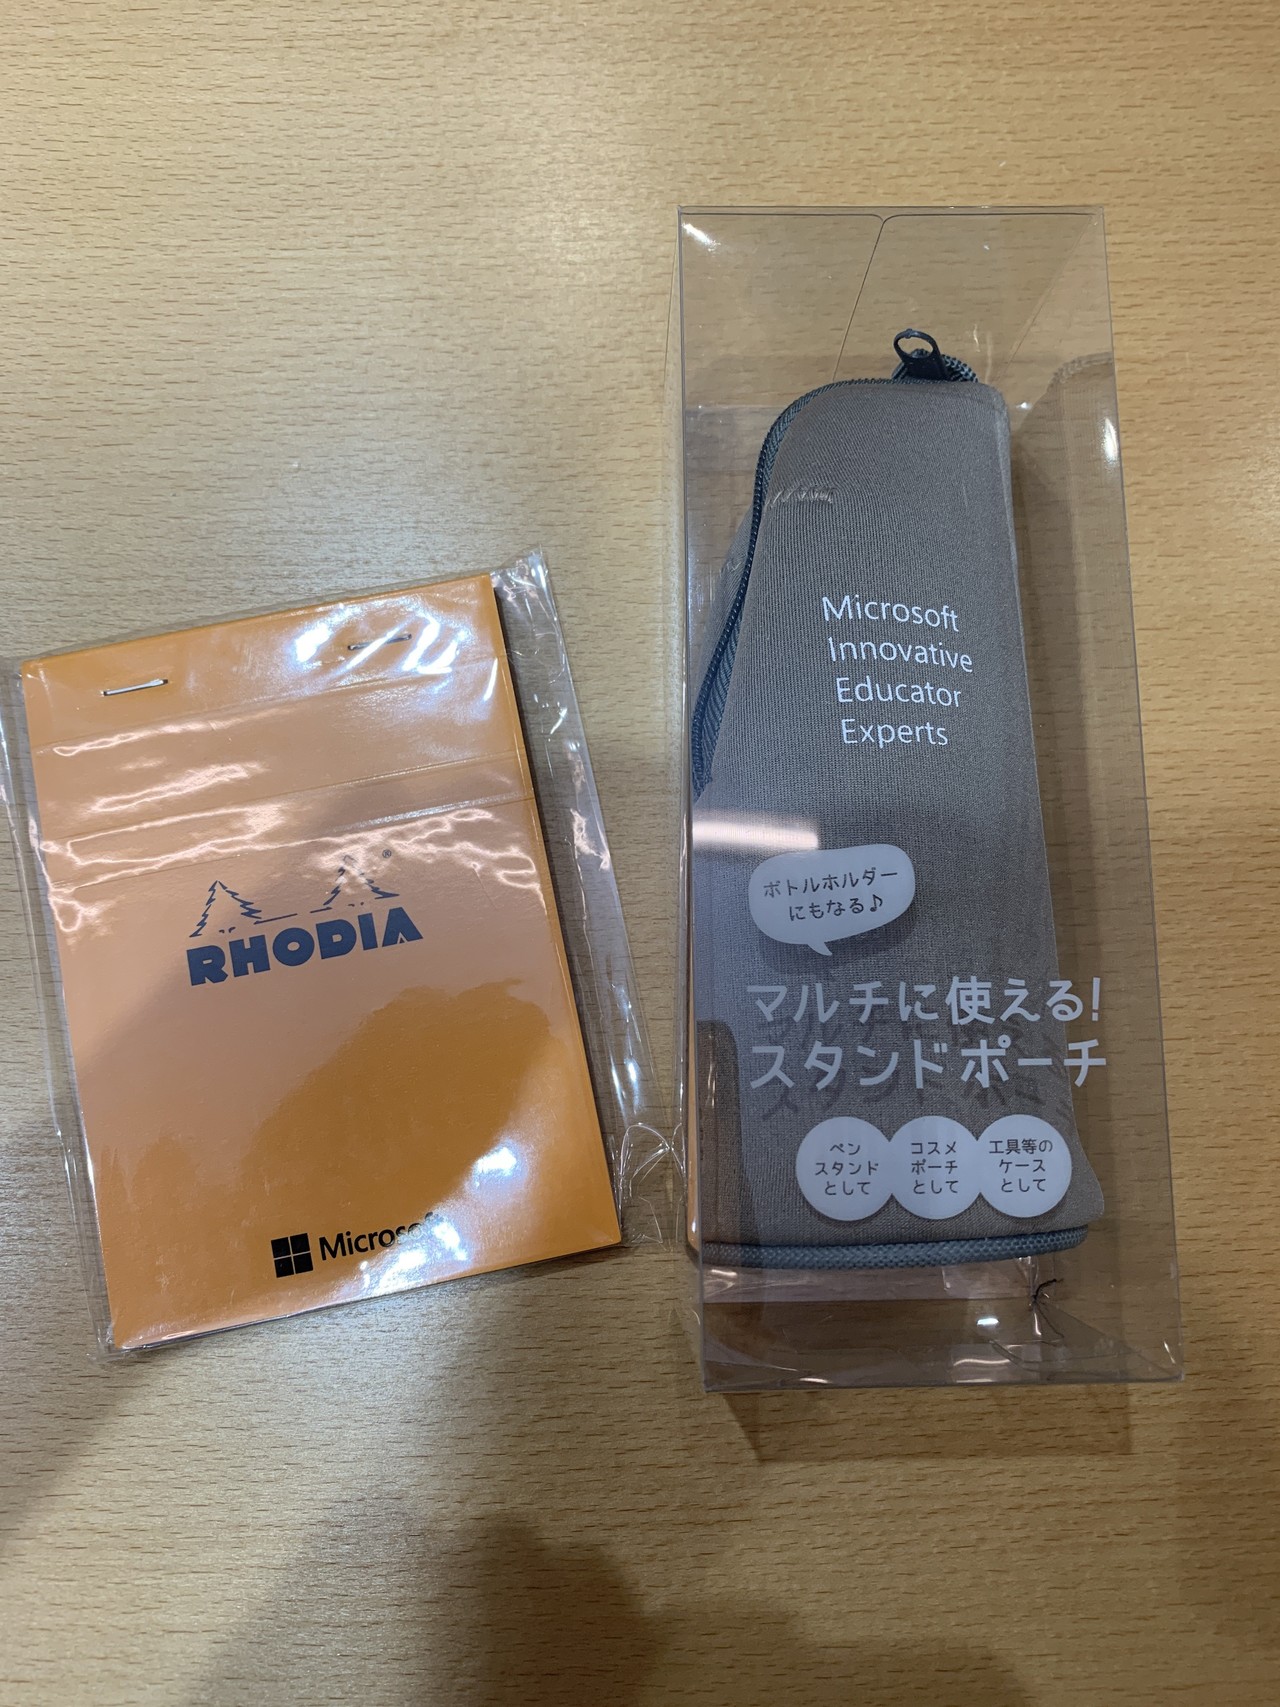 RHODIA
®
Microsoft
Microsoft
Innovative
Educator
Experts
ボトルホルダー
にもなる♪
マルチに使える!
スタンドポーチ
ペン
スタンド
として
コスメ
ポーチ
として
工具等の
ケース
として